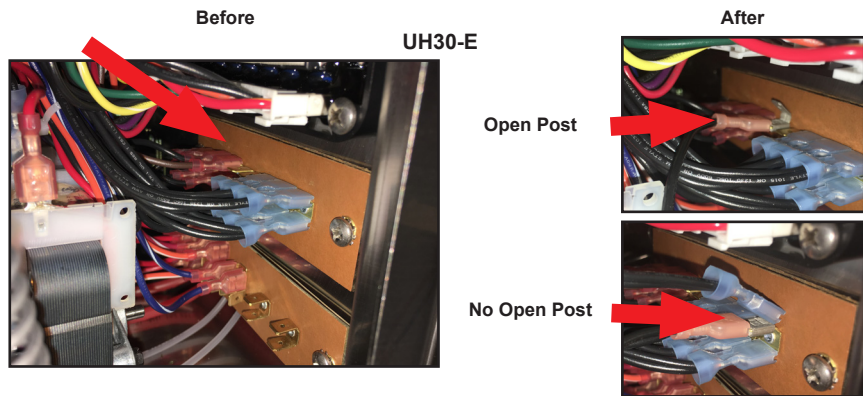 Before
After
UH30-E
Open Post
No Open Post